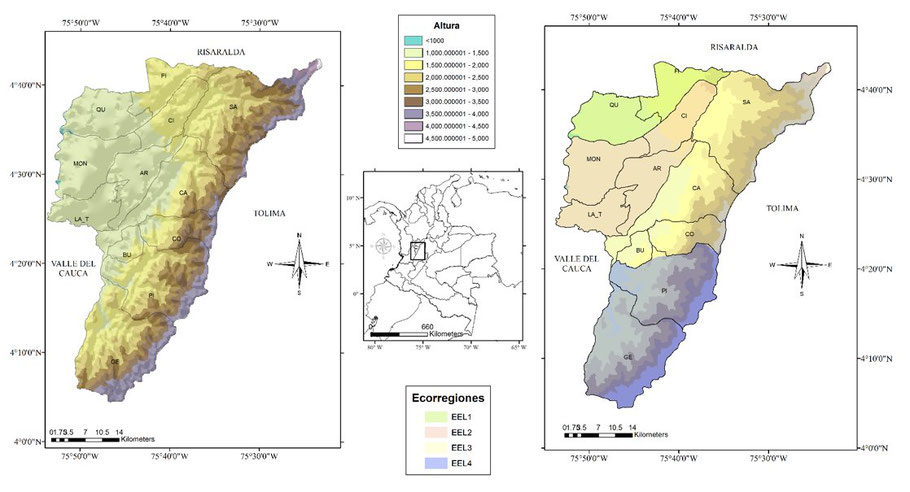 75°50'0"W 75°40'0"W 75°30'0"W
RISARALDA
4°40'0"N
4°30'0"N
4°20'0"N
4°10'0"N
4°0'0"N
FI
QU
SA
CI
MON
AR
CA
LA_T
TOLIMA
CO
BU
VALLE DEL
CAUCA
N
W E
S
PI
GE
01.753.5 7 10.5 14
Kilometers
75°50'0"W 75°40'0"W 75°30'0"W
Altura
<1000
1,000.000001 - 1,500
1,500.000001 - 2,000
2,000.000001 - 2,500
2,500.000001 - 3,000
3,000.000001 - 3,500
3,500.000001 - 4,000
4,000.000001 - 4,500
4,500.000001 - 5,000
10° N
5° N
0° N
660
Kilometers
80° W 75° W 70° W 65° W
Ecorregiones
EEL1
EEL2
EEL3
EEL4
75°50'0"W 75°40'0"W 75°30'0"W
RISARALDA
4°40'0"N
4°30'0"N
4°20'0"N
4°10'0"N
4°0'0"N
FI
QU
SA
CI
MON
AR
CA
LA_T
TOLIMA
CO
BU
VALLE DEL
CAUCA
N
W E
S
PI
GE
01.753.5 7 10.5 14
Kilometers
75°50'0"W 75°40'0"W 75°30'0"W